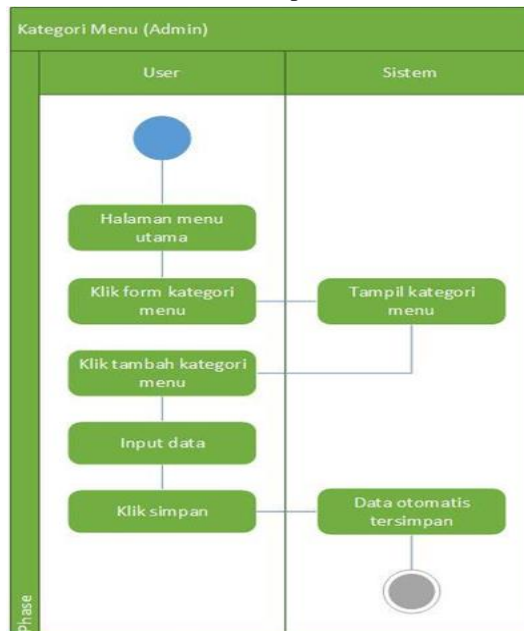 Kategori Menu (Admin)
User
Sistem
Halaman menu
utama
Klik form kategori
menu
Tampil kategori
menu
Klik tambah kategori
menu
Input data
Klik simpan
Data otomatis
tersimpan
Phase